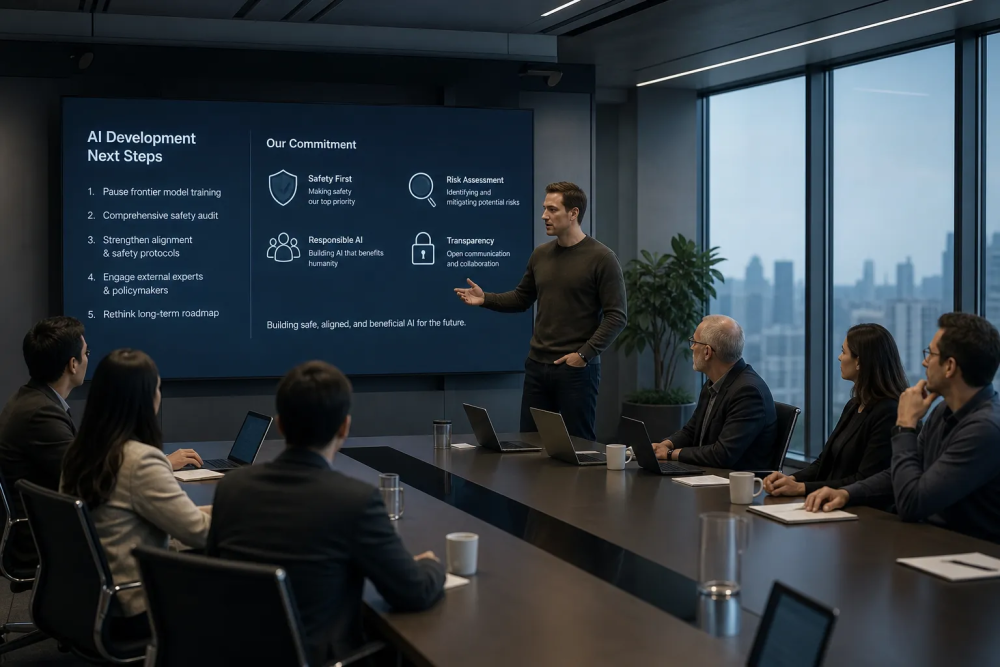 AI Development
Next Steps
1. Pause frontier model training
2. Comprehensive safety audit
3. Strengthen alignment
& safety protocols
4. Engage external experts
& policymakers
5. Rethink long-term roadmap
Our Commitment
Safety First
Making safety
our top priority
Risk Assessment
Identifying and
mitigating potential risks
Responsible AI
Building AI that benefits
humanity
Transparency
Open communication
and collaboration
Building safe, aligned, and beneficial AI for the future.